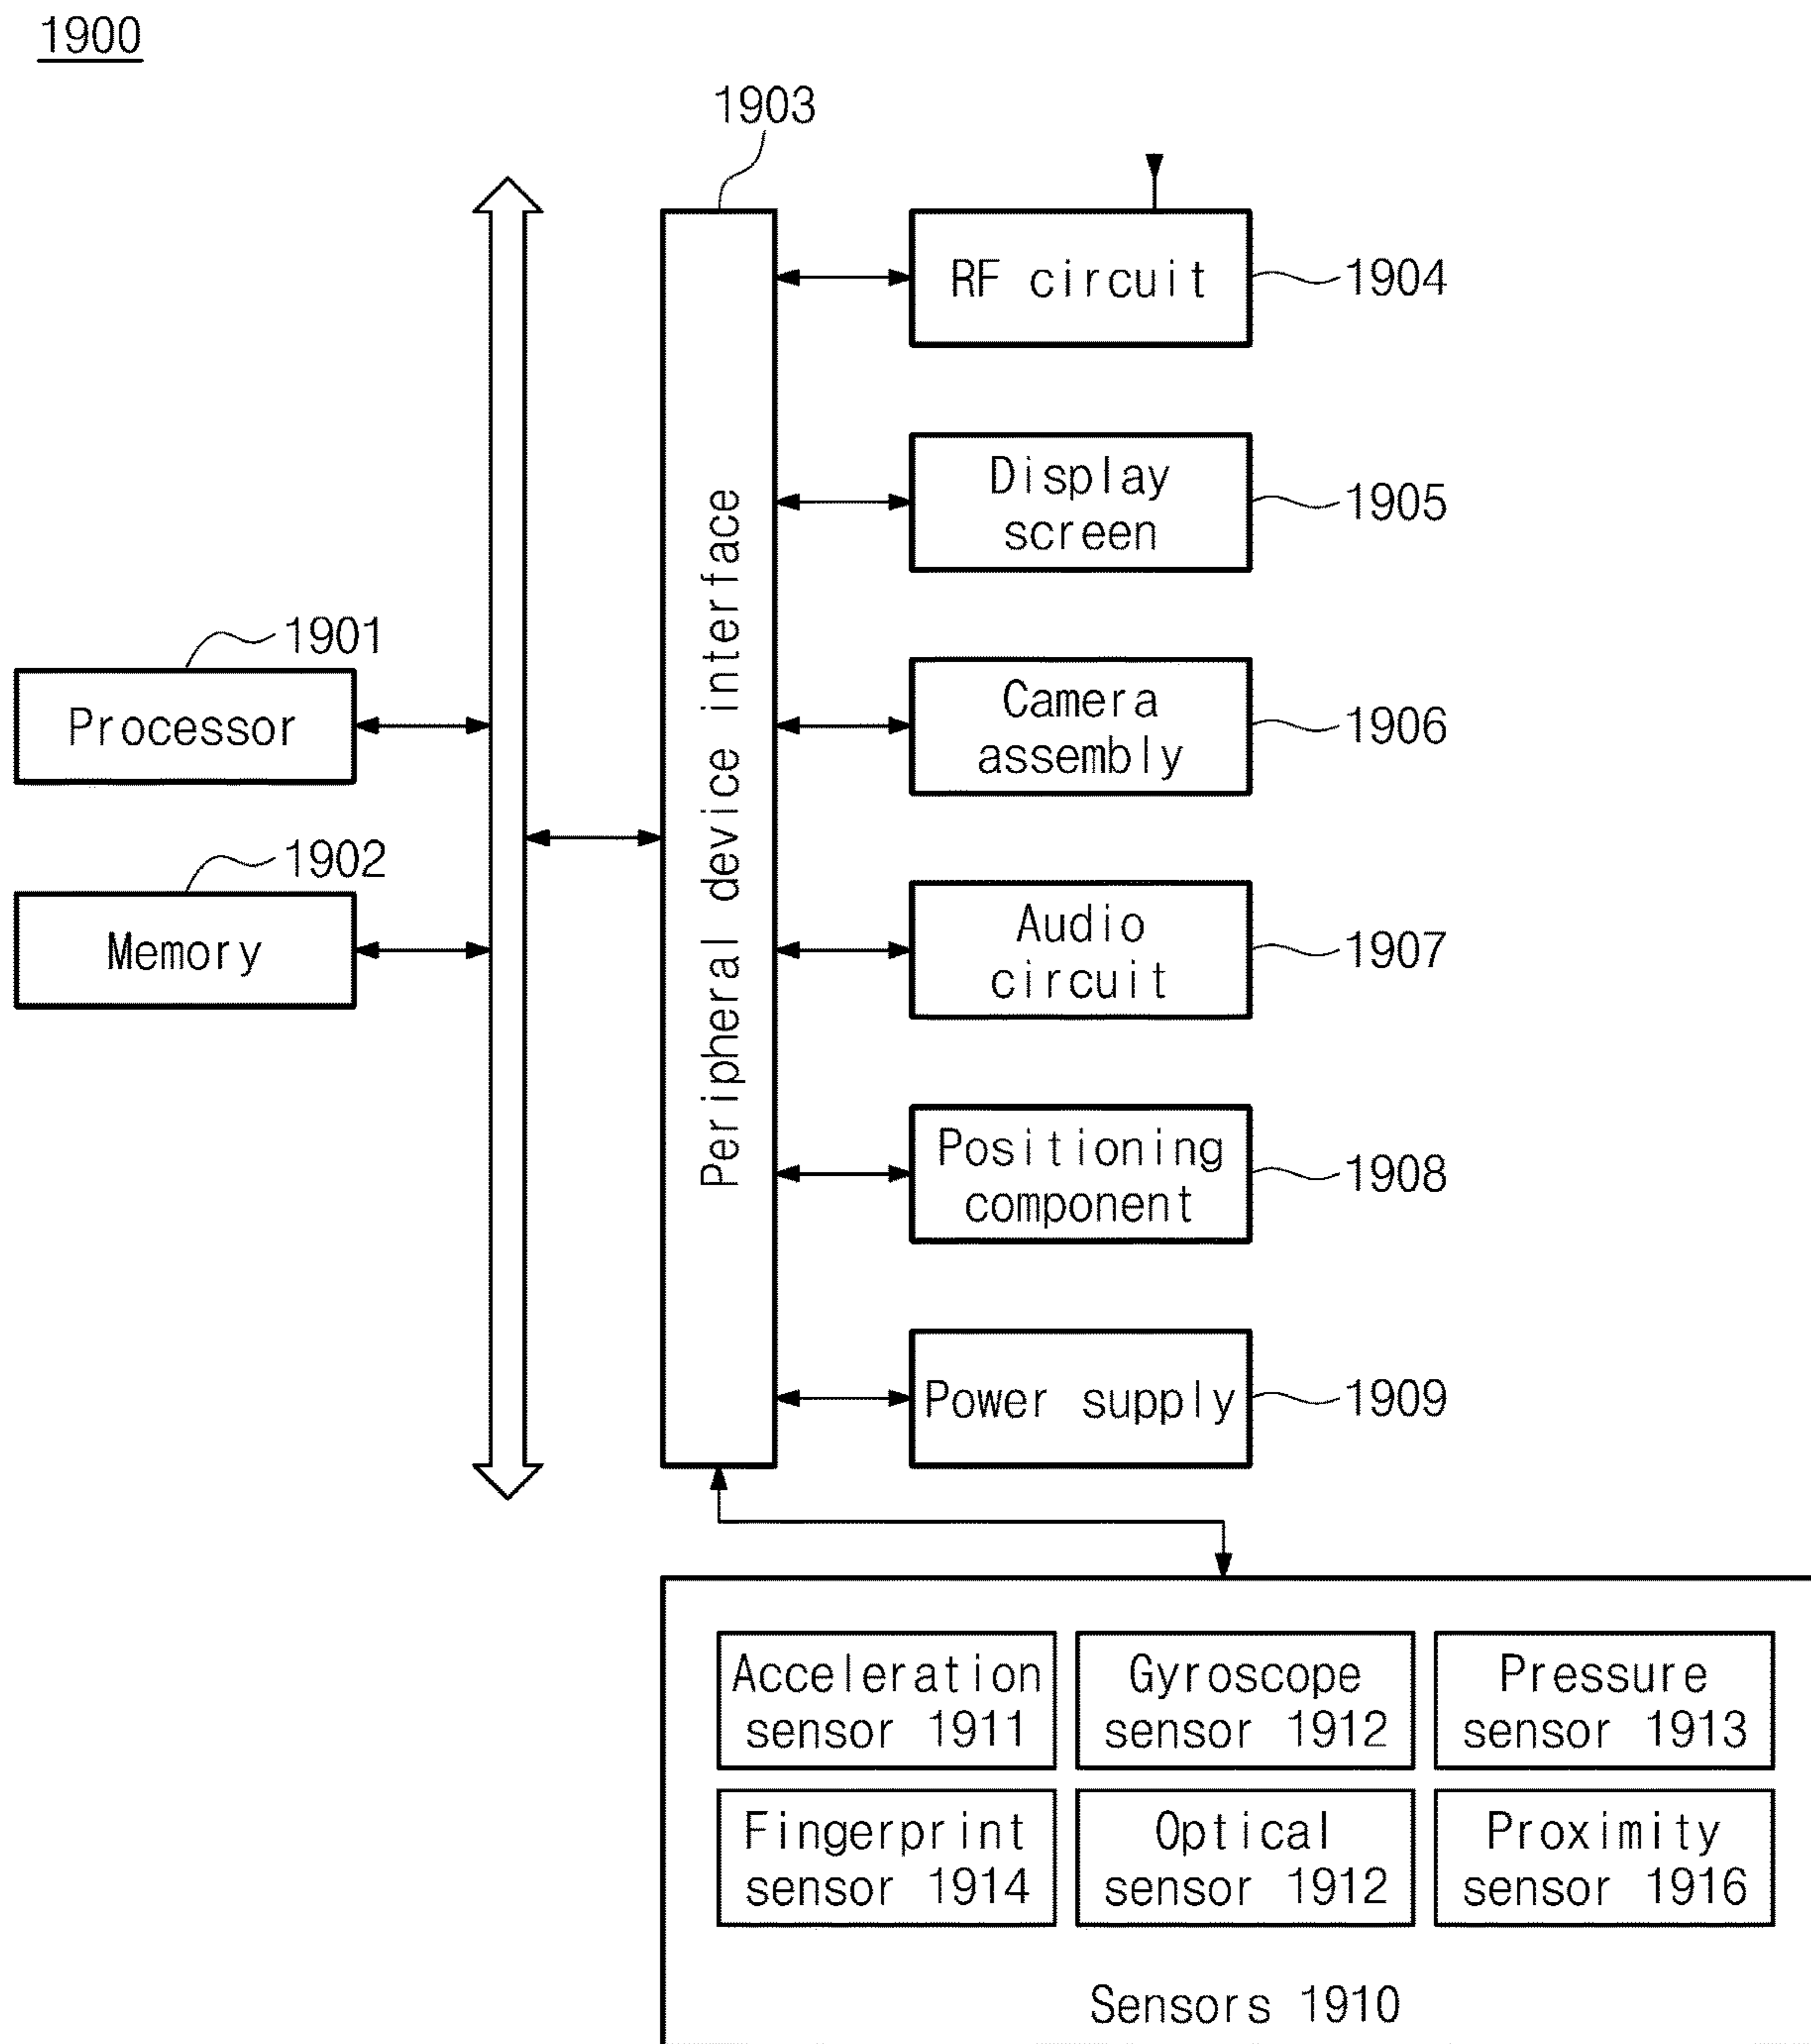 1900
1903
RF circuit
1904
Display
screen
1905
1901
Processor
Camera
assembly
1906
Peripheral device interface
1902
Memory
Audio
circuit
1907
Positioning
component
1908
Power supply
1909
Acceleration
sensor 1911
Gyroscope
sensor 1912
Pressure
sensor 1913
Fingerprint
sensor 1914
Optical
sensor 1912
Proximity
sensor 1916
Sensors 1910